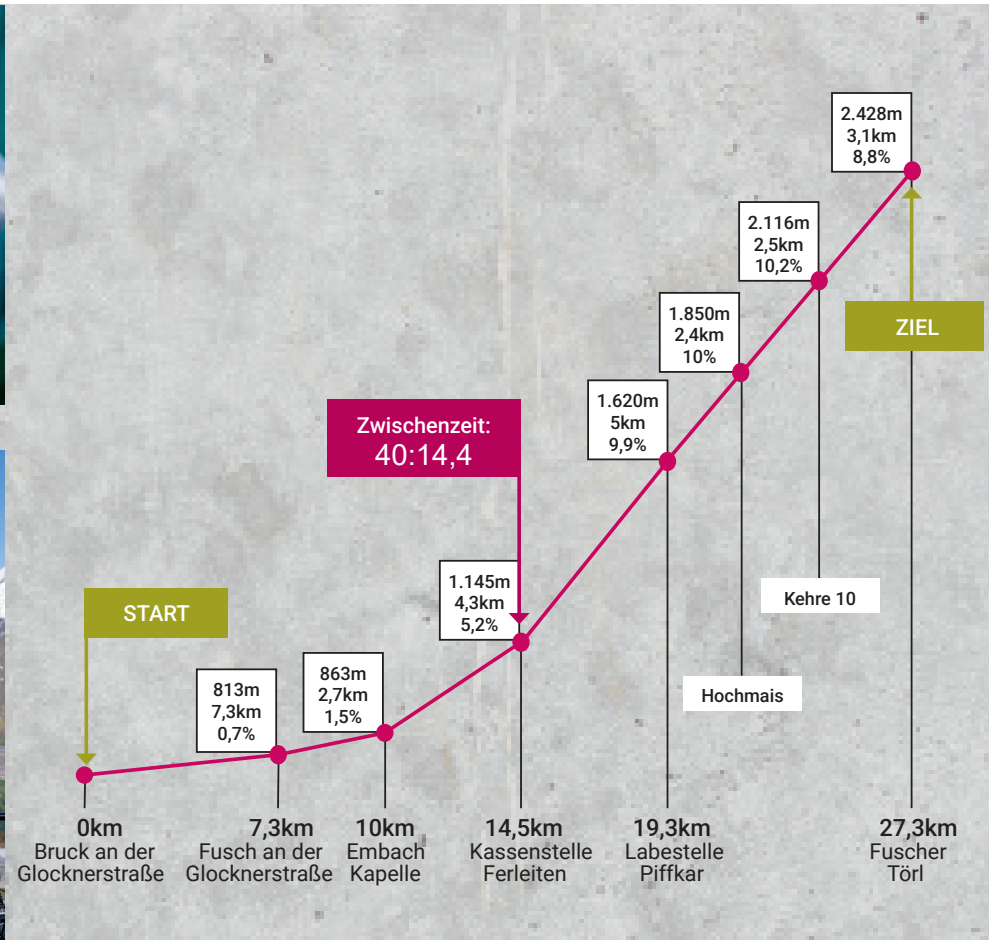 2.428m
3,1km
8,8%
2.116m
2,5km
10,2%
1.850m
2,4km
10%
ZIEL
1.620m
5km
9,9%
Zwischenzeit:
40:14,4
1.145m
4,3km
5,2%
START
Kehre 10
863m
2,7km
1,5%
813m
7,3km
0,7%
Hochmais
0km
Bruck an der
Glocknerstraße
7,3km
Fusch an der
Glocknerstraße
10km
Embach
Kapelle
14,5km
Kassenstelle
Ferleiten
19,3km
Labestelle
Piffkar
27,3km
Fuscher
Törl